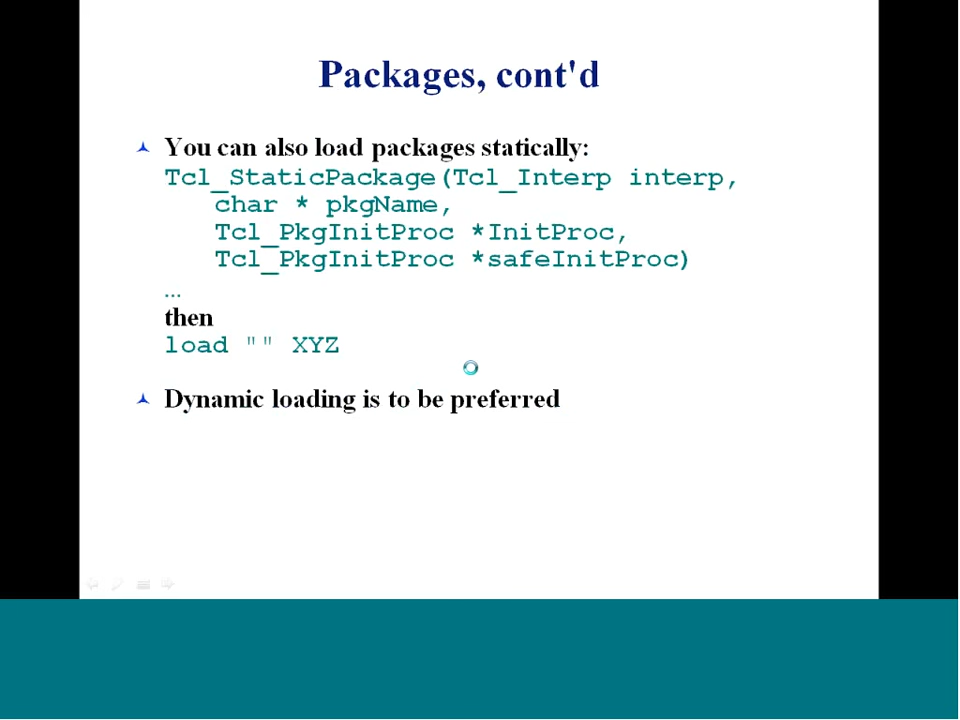 Packages, cont'd
You can also load packages statically:
Tcl_StaticPackage(Tcl_Interp interp,
char * pkgName,
Tcl_PkgInitProc *InitProc,
Tcl_PkgInitProc *safeInitProc)
…
then
load "" XYZ
Dynamic loading is to be preferred